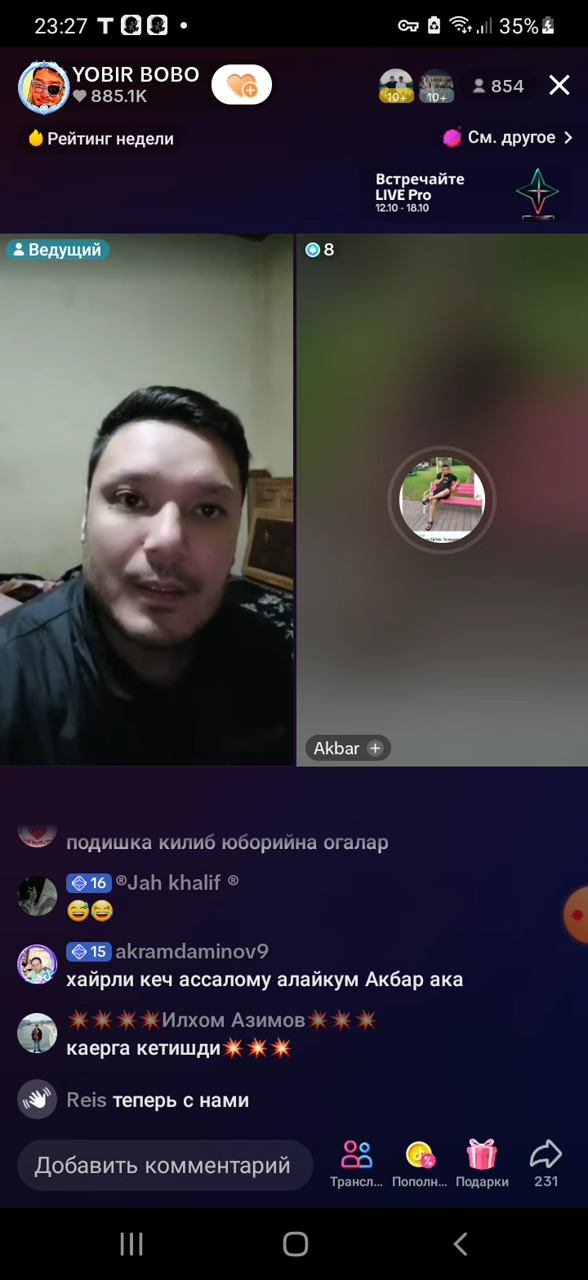 23:27
35%
YOBIR BOBO
885.1K
10+
10+
854
Рейтинг недели
См. другое
Встречайте
LIVE Pro
12.10 - 18.10
Ведущий
8
Akbar
подишка килиб юборийна огалар
16 ®Jah khalif ®
😅😂
15 akramdaminov9
хайрли кеч ассалому алайкум Акбар ака
💥💥💥💥Илхом Азимов💥💥💥
каерга кетишди💥💥💥
Reis теперь с нами
Добавить комментарий
Трансл...
Пополн...
Подарки
231